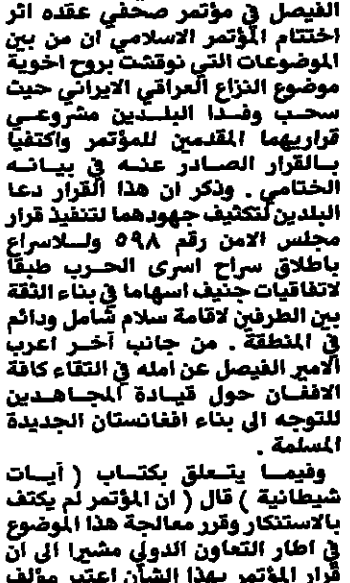 الفيصل في مؤتمر صحفي عقده اثر
اختتام المؤتمر الاسلامي ان من بين
الموضوعات التي نوقشت بروح اخوية
موضوع النزاع العراقي الايراني حيث
سحب وفدا البلدين مشروعي
قراريهما المقدمين للمؤتمر واكتفيا
بالقرار الصادر عنه في بيانه
الختامي . وذكر ان هذا القرار دعا
البلدين لتكثيف جهودهما لتنفيذ قرار
مجلس الامن رقم ٥٩٨ وللاسراع
باطلاق سراح اسرى الحرب طبقا
لاتفاقيات جنيف اسهاما في بناء الثقة
بين الطرفين لاقامة سلام شامل ودائم
في المنطقة . من جانب آخر اعرب
الامير الفيصل عن امله في التقاء كافة
الافغان حول قيادة المجاهدين
للتوجه الى بناء افغانستان الجديدة
المسلمة .
وفيما يتعلق بكتاب ( آيات
شيطانية ) قال ( ان المؤتمر لم يكتف
بالاستنكار وقرر معالجة هذا الموضوع
في اطار التعاون الدولي مشيرا الى ان
قرار المؤتمر بهذا الشأن اعتبر مؤلف